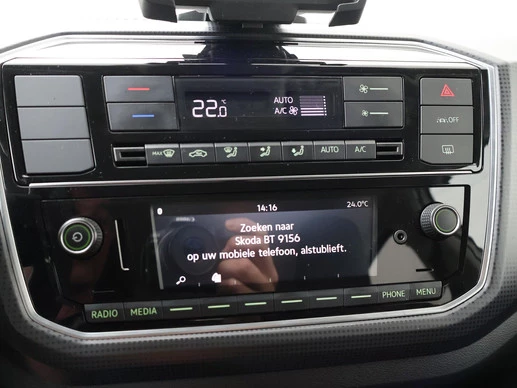 22.0 °C
AUTO
A/C
OFF
MAX
AUTO
A/C
14:16
24.0°C
Zoeken naar
Skoda BT 9156
op uw mobiele telefoon, alstublieft.
RADIO
MEDIA
PHONE
MENU